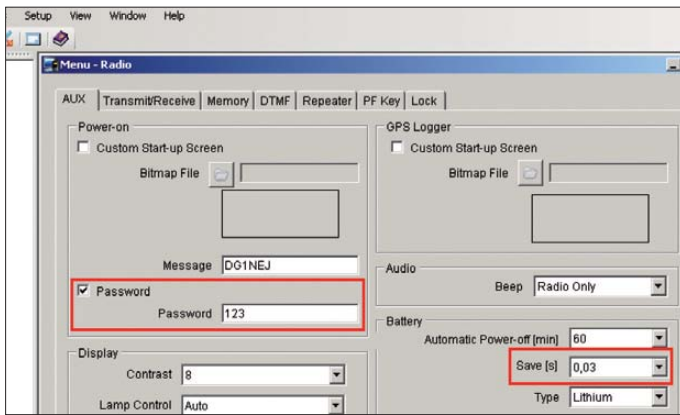 Setup View Window Help
Menu - Radio
AUX Transmit/Receive Memory DTMF Repeater PF Key Lock
Power-on
Custom Start-up Screen
Bitmap File
Message DG1NEJ
Password
Password 123
Display
Contrast 8
Lamp Control Auto
GPS Logger
Custom Start-up Screen
Bitmap File
Audio
Beep Radio Only
Battery
Automatic Power-off [min] 60
Save [s] 0,03
Type Lithium